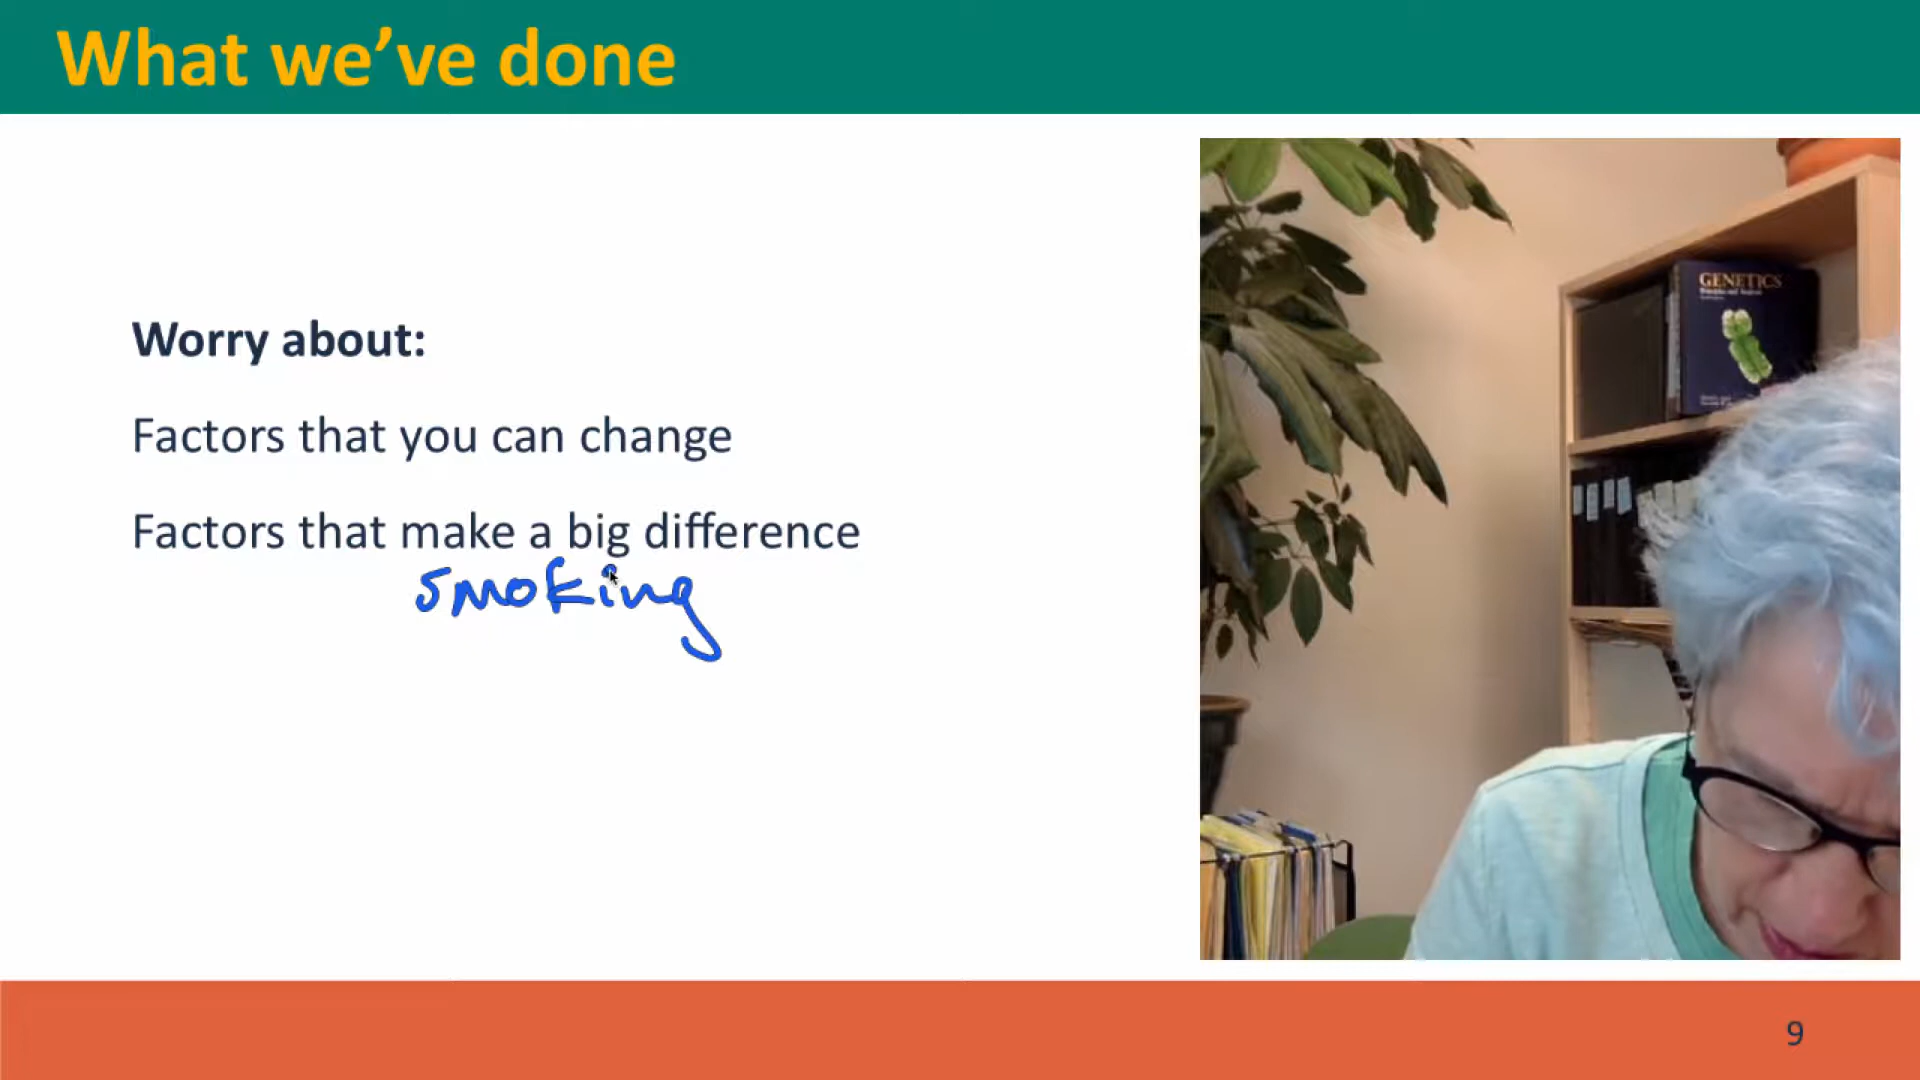 What we’ve done
Worry about:
Factors that you can change
Factors that make a big difference
smoking
GENETICS
9